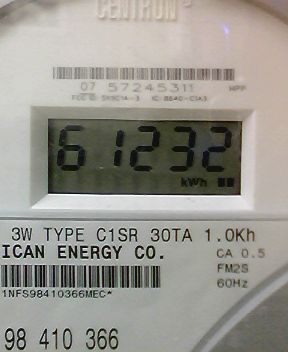 CENTRON®
07 57245311
61232
kWh
3W TYPE C1SR 30TA 1.0Kh
ICAN ENERGY CO. CA 0.5
FM2S
1NFS98410366MEC* 60Hz
98 410 366